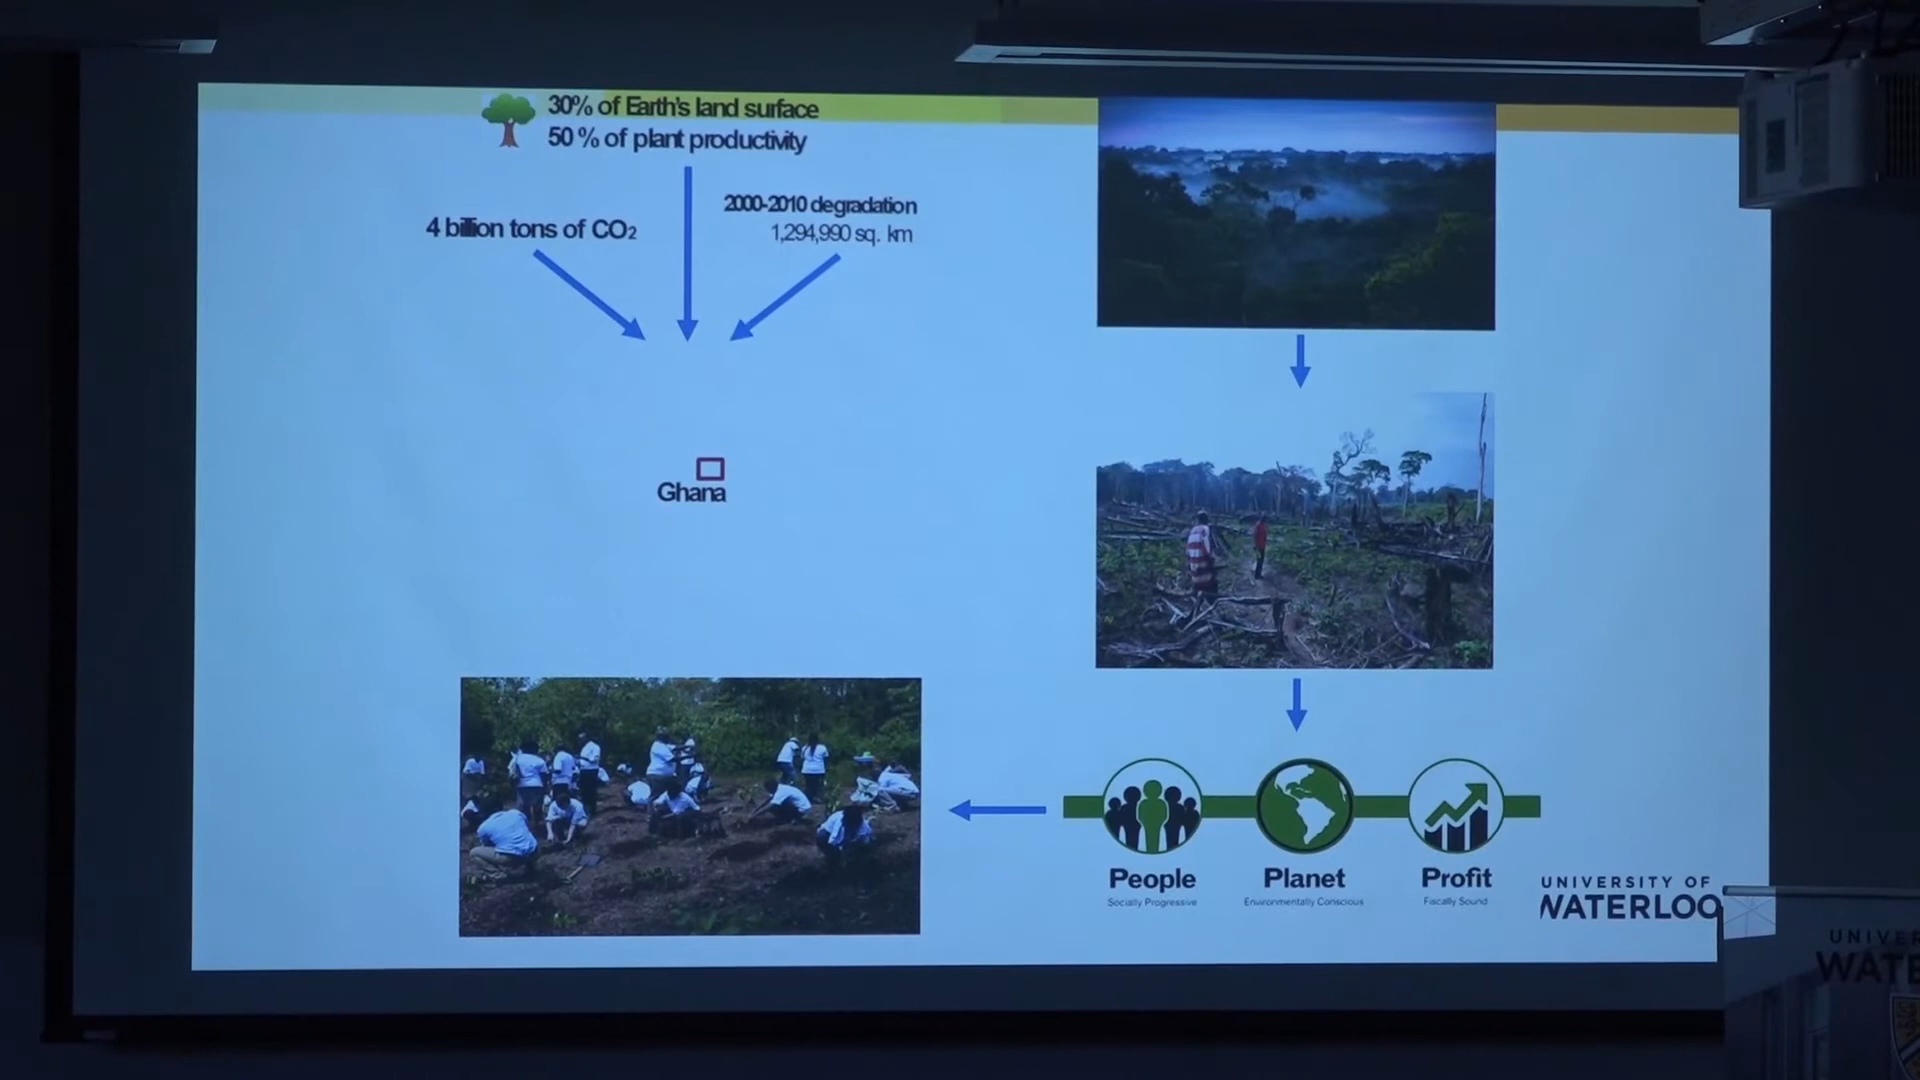 30% of Earth's land surface
50 % of plant productivity
4 billion tons of CO2
2000-2010 degradation
1,294,990 sq. km
Ghana
People
Socially Progressive
Planet
Environmentally Conscious
Profit
Fiscally Sound
UNIVERSITY OF
WATERLOO